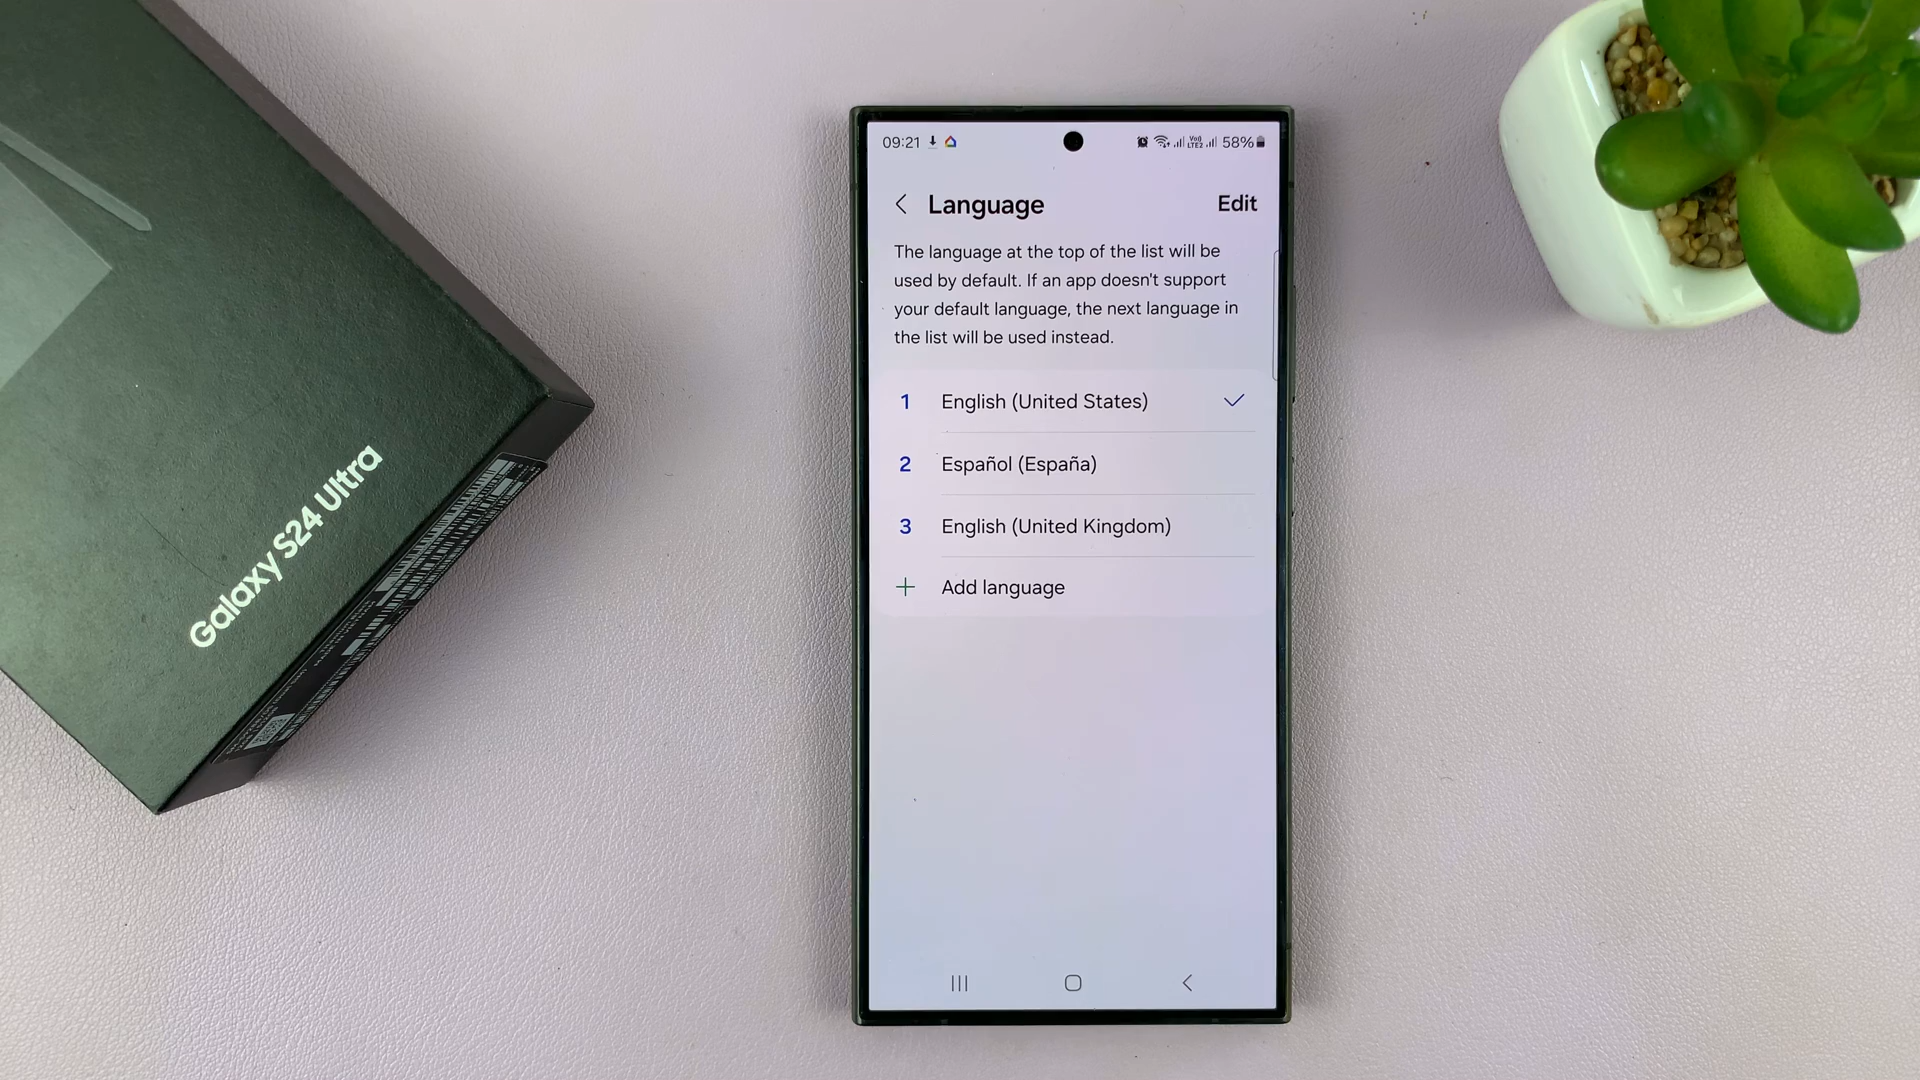 Galaxy S24 Ultra
09:21
Vo))
LTE2
58%
Language
Edit
The language at the top of the list will be
used by default. If an app doesn't support
your default language, the next language in
the list will be used instead.
1 English (United States)
2 Español (España)
3 English (United Kingdom)
+ Add language